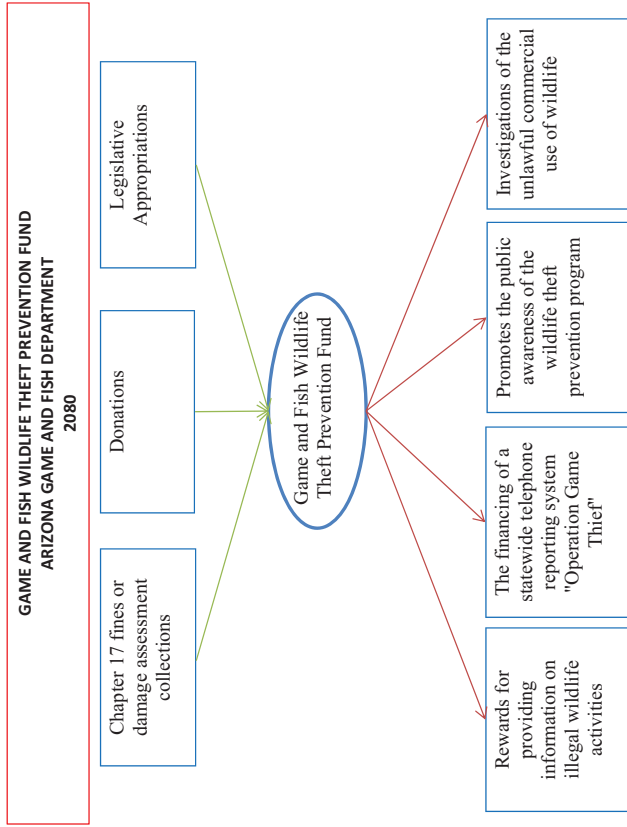 GAME AND FISH WILDLIFE THEFT PREVENTION FUND
ARIZONA GAME AND FISH DEPARTMENT
2080
Chapter 17 fines or
damage assessment
collections
Donations
Legislative
Appropriations
Game and Fish Wildlife
Theft Prevention Fund
Rewards for
providing
information on
illegal wildlife
activities
The financing of a
statewide telephone
reporting system
"Operation Game
Thief"
Promotes the public
awareness of the
wildlife theft
prevention program
Investigations of the
unlawful commercial
use of wildlife